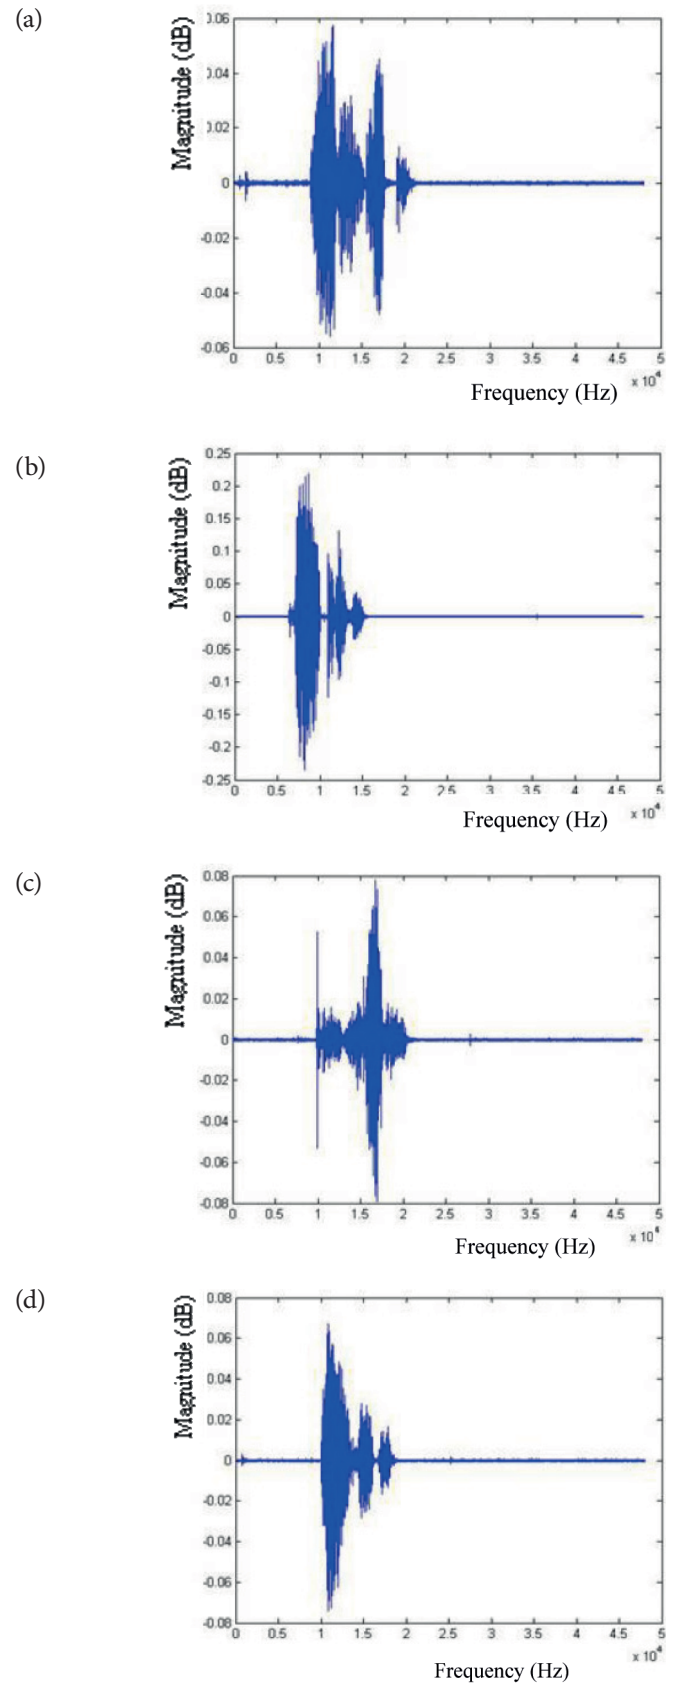 (a)
Magnitude (dB)
0.06
0.04
0.02
0
-0.02
-0.04
-0.06
0 0.5 1 1.5 2 2.5 3 3.5 4 4.5 5
x 10⁴
Frequency (Hz)
(b)
Magnitude (dB)
0.25
0.2
0.15
0.1
0.05
0
-0.05
-0.1
-0.15
-0.2
-0.25
0 0.5 1 1.5 2 2.5 3 3.5 4 4.5 5
x 10⁴
Frequency (Hz)
(c)
Magnitude (dB)
0.08
0.06
0.04
0.02
0
-0.02
-0.04
-0.06
-0.08
0 0.5 1 1.5 2 2.5 3 3.5 4 4.5 5
x 10⁴
Frequency (Hz)
(d)
Magnitude (dB)
0.08
0.06
0.04
0.02
0
-0.02
-0.04
-0.06
-0.08
0 0.5 1 1.5 2 2.5 3 3.5 4 4.5 5
x 10⁴
Frequency (Hz)